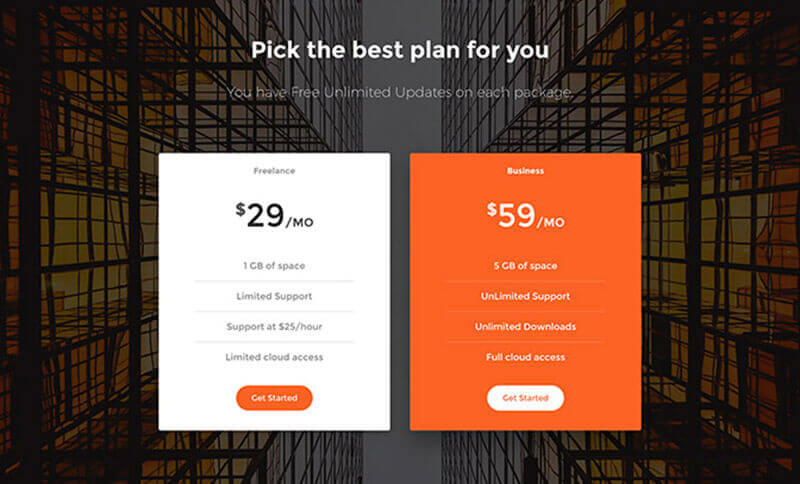 Pick the best plan for you
You have Free Unlimited Updates on each package.
Freelance
$29/MO
1 GB of space
Limited Support
Support at $25/hour
Limited cloud access
Get Started
Business
$59/MO
5 GB of space
UnLimited Support
Unlimited Downloads
Full cloud access
Get Started